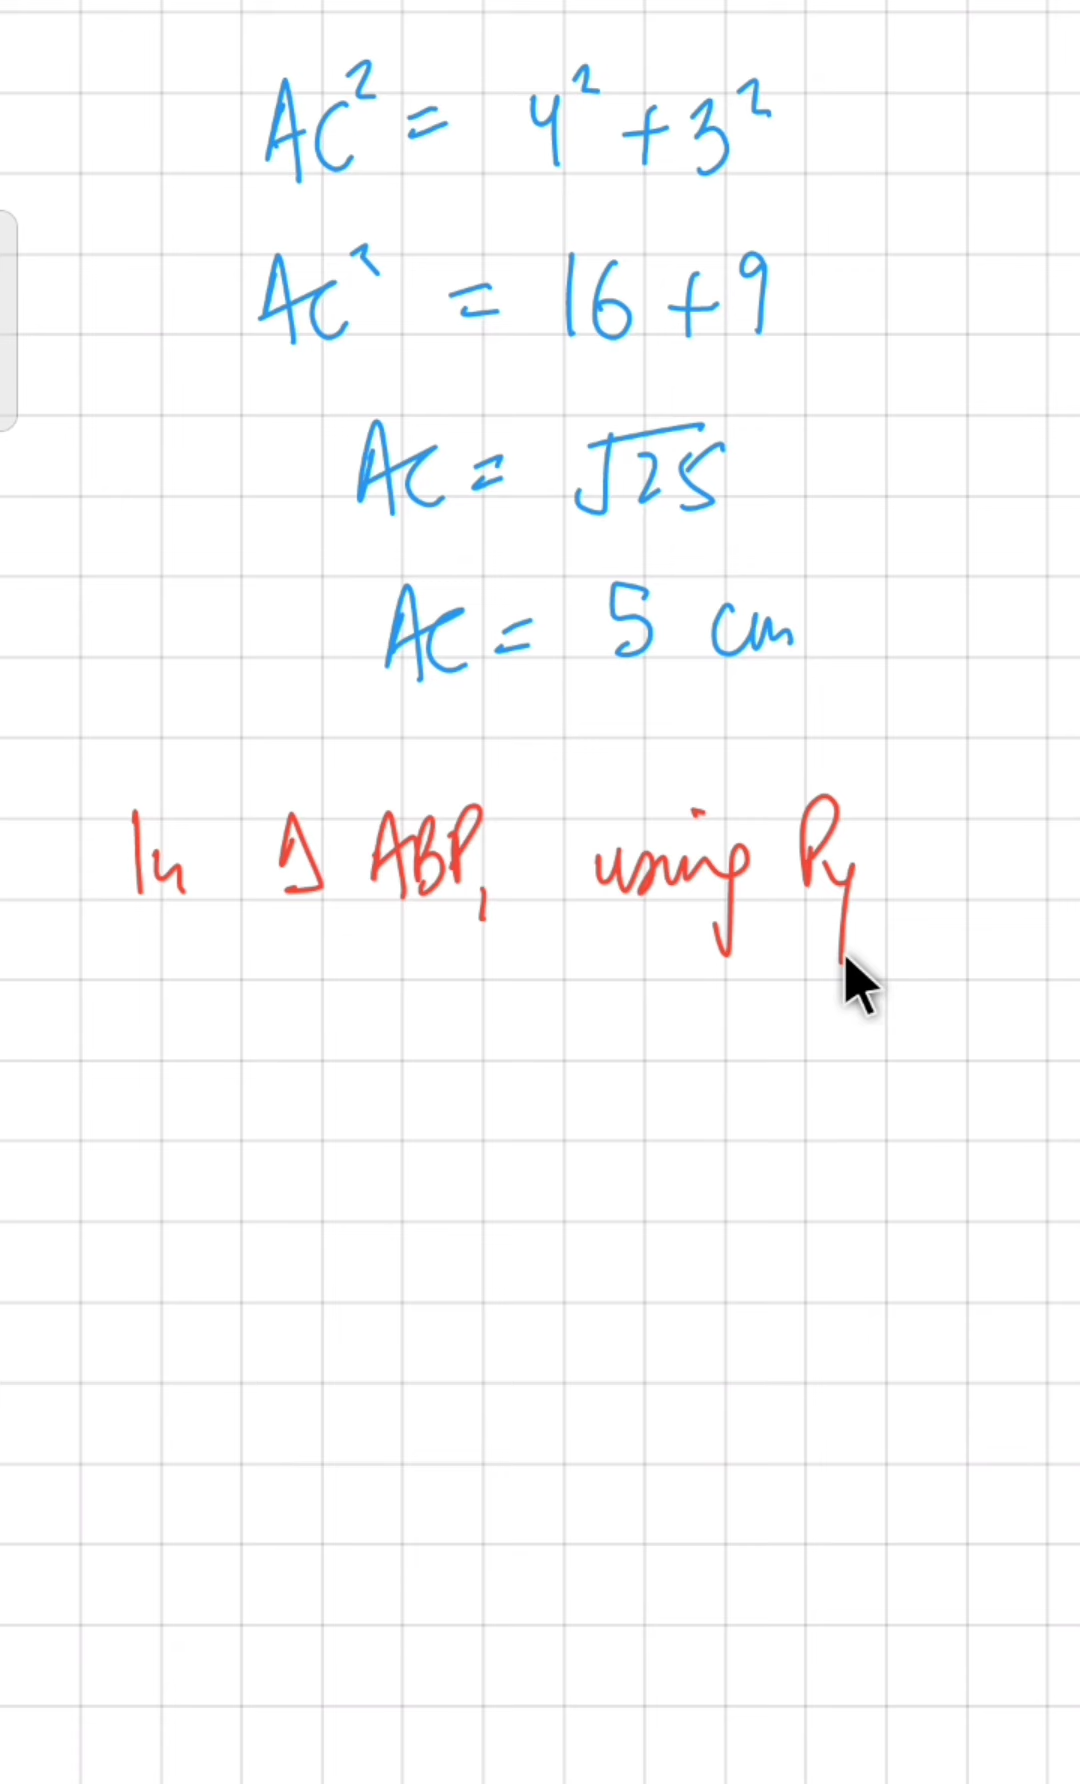 AC² = 4² + 3²
AC² = 16 + 9
AC = √25
AC = 5 cm
In Δ ABP, using Py